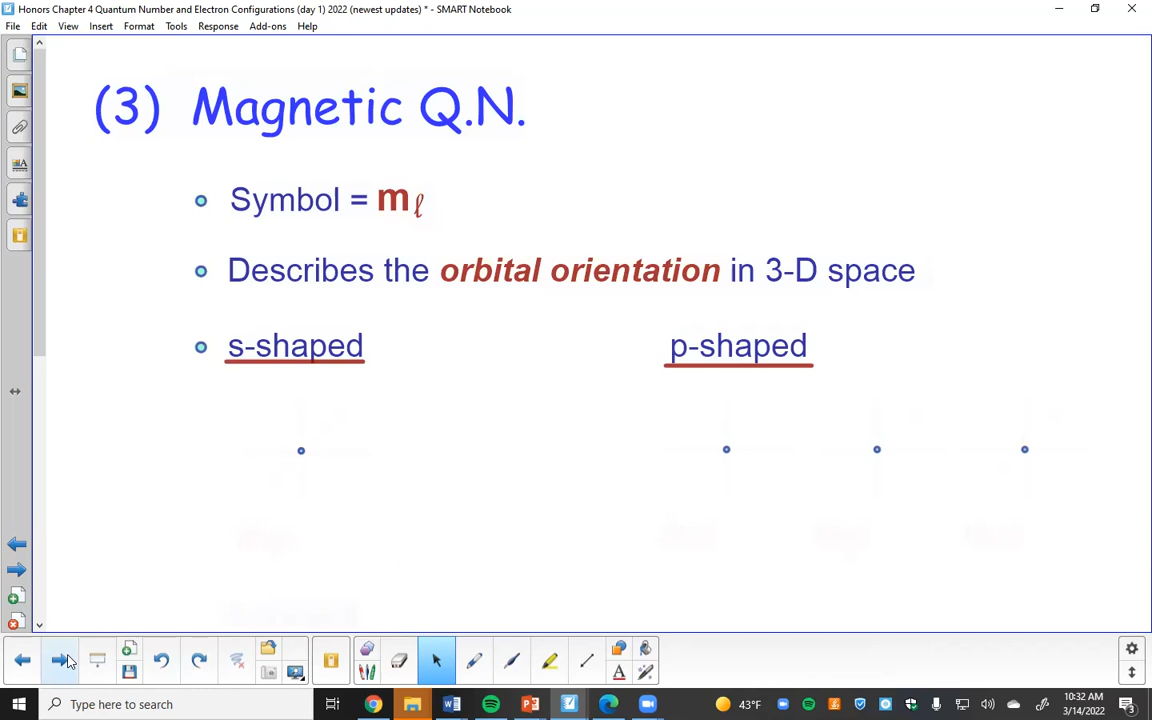 Honors Chapter 4 Quantum Number and Electron Configurations (day 1) 2022 (newest updates) * - SMART Notebook
File Edit View Insert Format Tools Response Add-ons Help
(3) Magnetic Q.N.
Symbol = mℓ
Describes the orbital orientation in 3-D space
s-shaped p-shaped
Type here to search
43°F
10:32 AM
3/14/2022
3